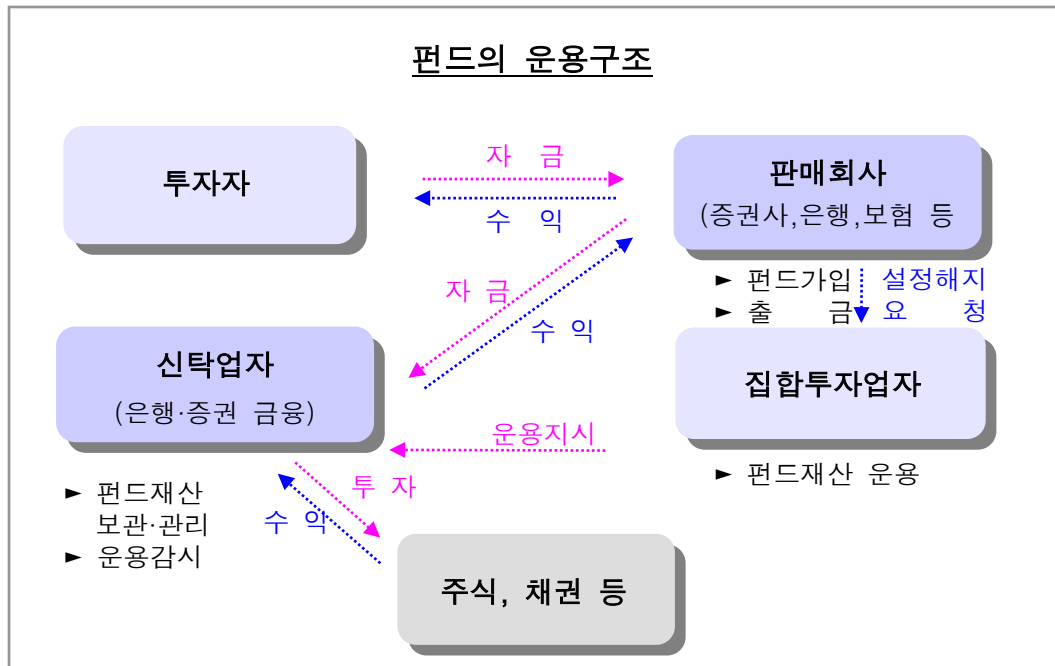 펀드의 운용구조
투자자
자 금
수 익
판매회사
(증권사,은행,보험 등
► 펀드가입
► 출 금
설정해지
요 청
자 금
수 익
신탁업자
(은행·증권 금융)
집합투자업자
운용지시
► 펀드재산 운용
► 펀드재산
보관·관리
► 운용감시
투 자
수 익
주식, 채권 등